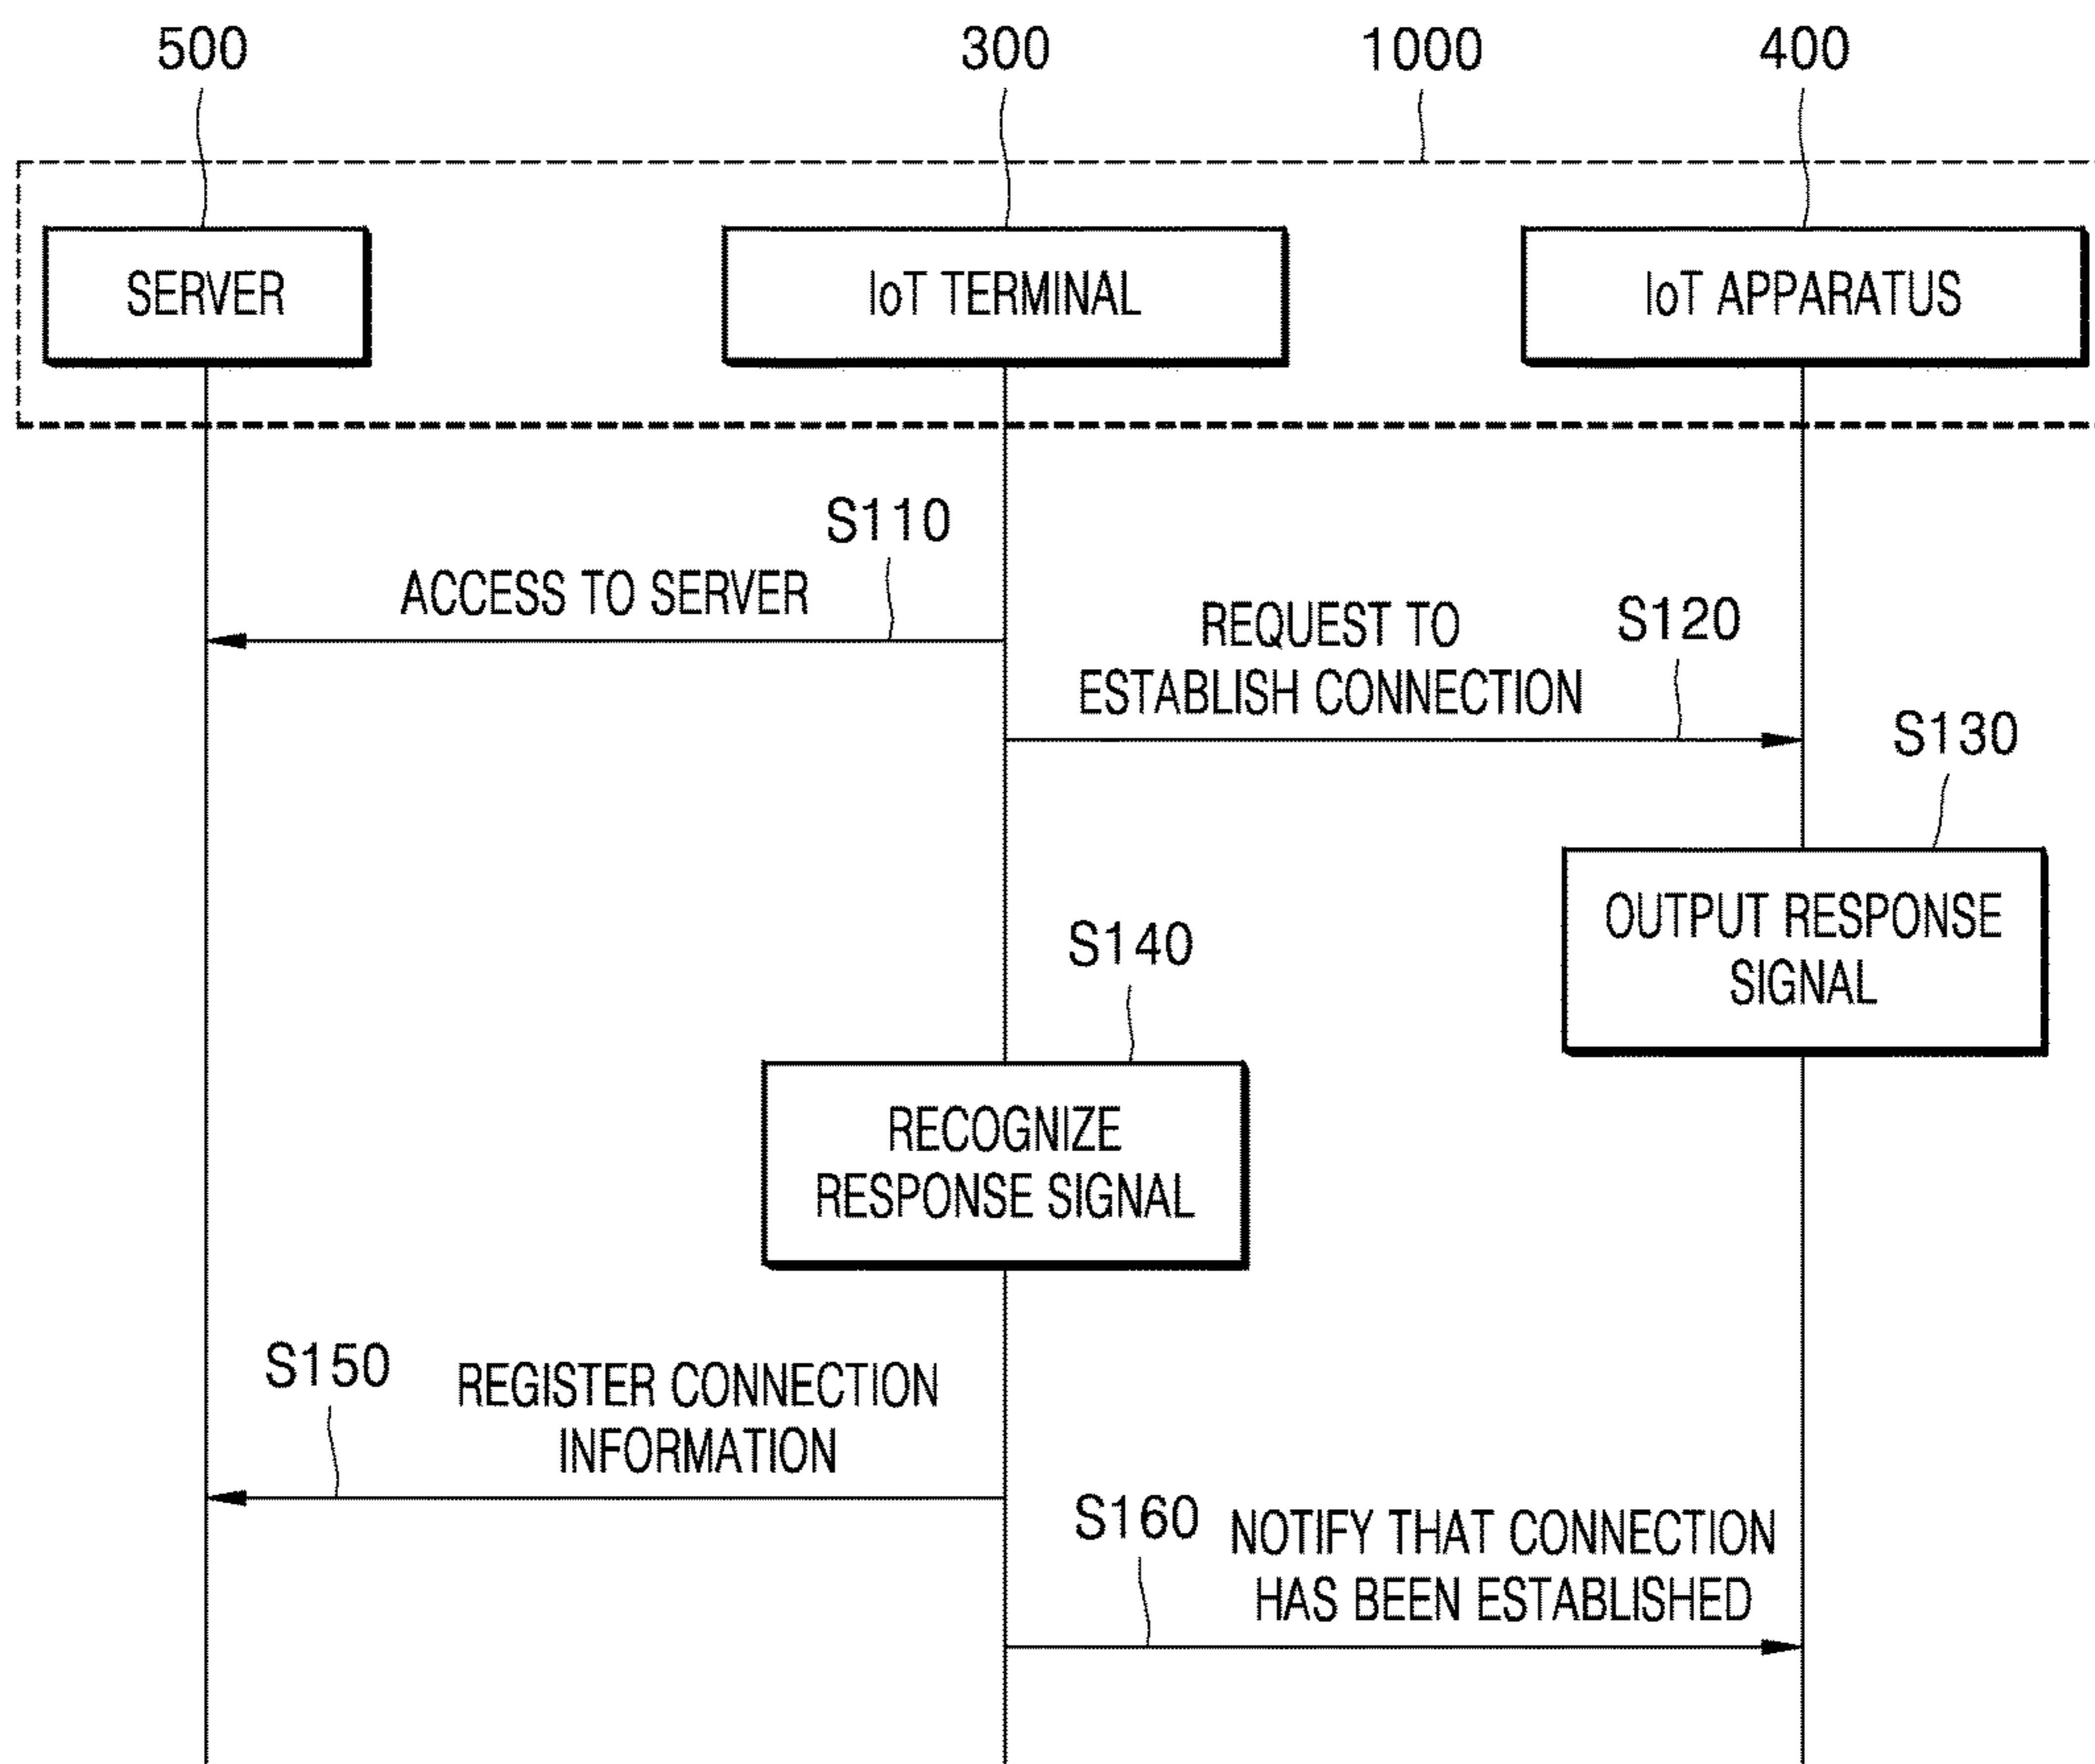 500
300
1000
400
SERVER
IoT TERMINAL
IoT APPARATUS
S110
ACCESS TO SERVER
REQUEST TO
ESTABLISH CONNECTION
S120
S130
OUTPUT RESPONSE
SIGNAL
S140
RECOGNIZE
RESPONSE SIGNAL
S150
REGISTER CONNECTION
INFORMATION
S160
NOTIFY THAT CONNECTION
HAS BEEN ESTABLISHED